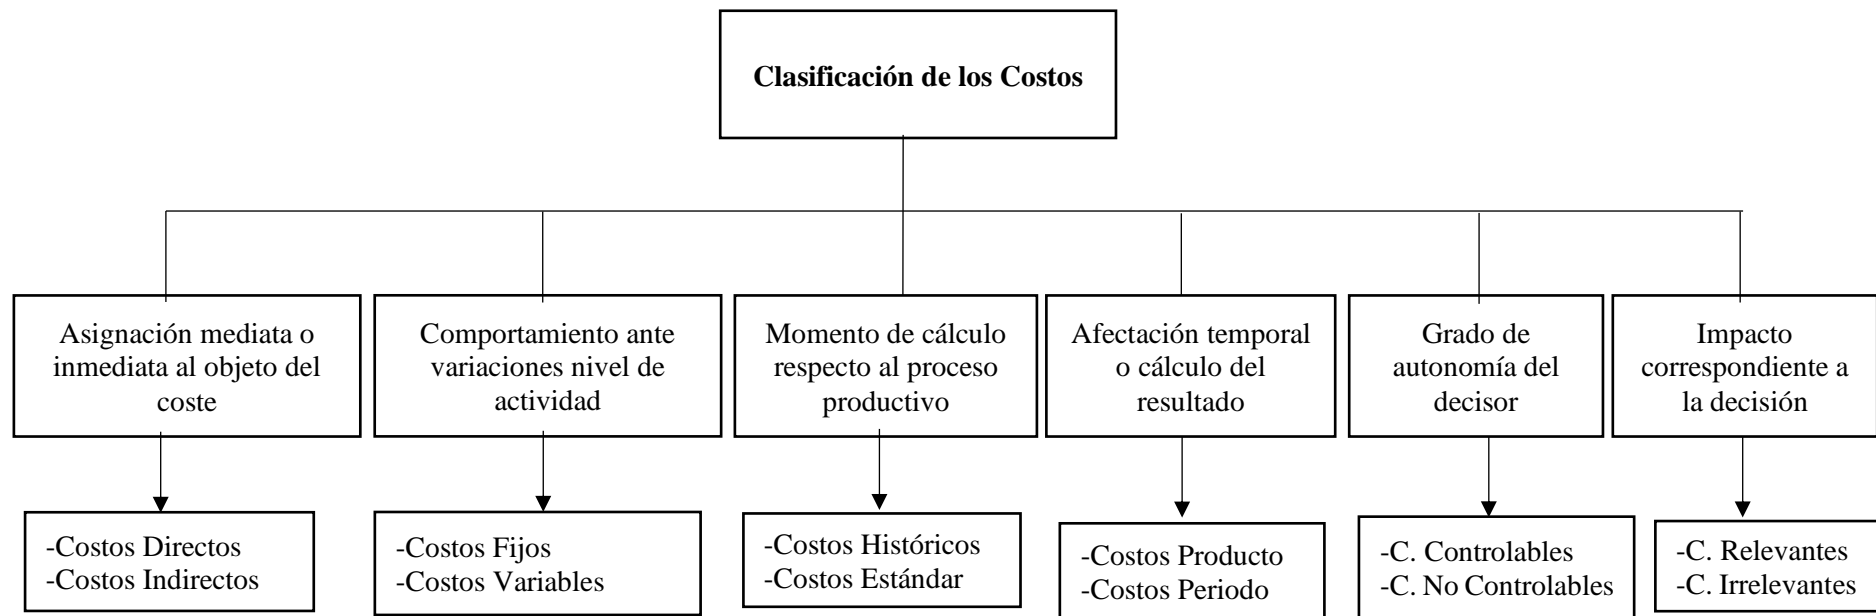 Clasificación de los Costos
Asignación mediata o
inmediata al objeto del
coste
Comportamiento ante
variaciones nivel de
actividad
Momento de cálculo
respecto al proceso
productivo
Afectación temporal
o cálculo del
resultado
Grado de
autonomía del
decisor
Impacto
correspondiente a
la decisión
-Costos Directos
-Costos Indirectos
-Costos Fijos
-Costos Variables
-Costos Históricos
-Costos Estándar
-Costos Producto
-Costos Periodo
-C. Controlables
-C. No Controlables
-C. Relevantes
-C. Irrelevantes